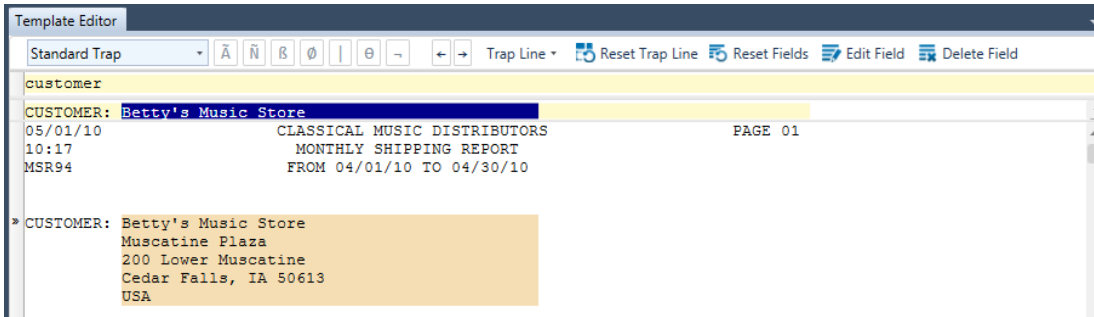 Template Editor
Standard Trap Ã Ñ ß Ø | θ ¬ ← → Trap Line Reset Trap Line Reset Fields Edit Field Delete Field
customer
CUSTOMER: Betty's Music Store
05/01/10 CLASSICAL MUSIC DISTRIBUTORS PAGE 01
10:17 MONTHLY SHIPPING REPORT
MSR94 FROM 04/01/10 TO 04/30/10
» CUSTOMER: Betty's Music Store
Muscatine Plaza
200 Lower Muscatine
Cedar Falls, IA 50613
USA